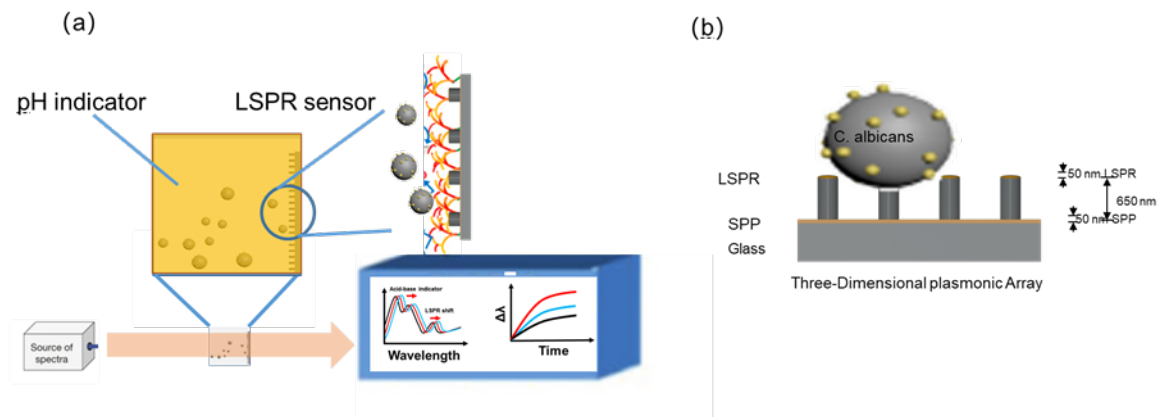 (a)
pH indicator
LSPR sensor
Source of
spectra
Acid-base indicator
LSPR shift
Wavelength
Δλ
Time
(b)
C. albicans
LSPR
SPP
Glass
50 nm LSPR
650 nm
50 nm SPP
Three-Dimensional plasmonic Array